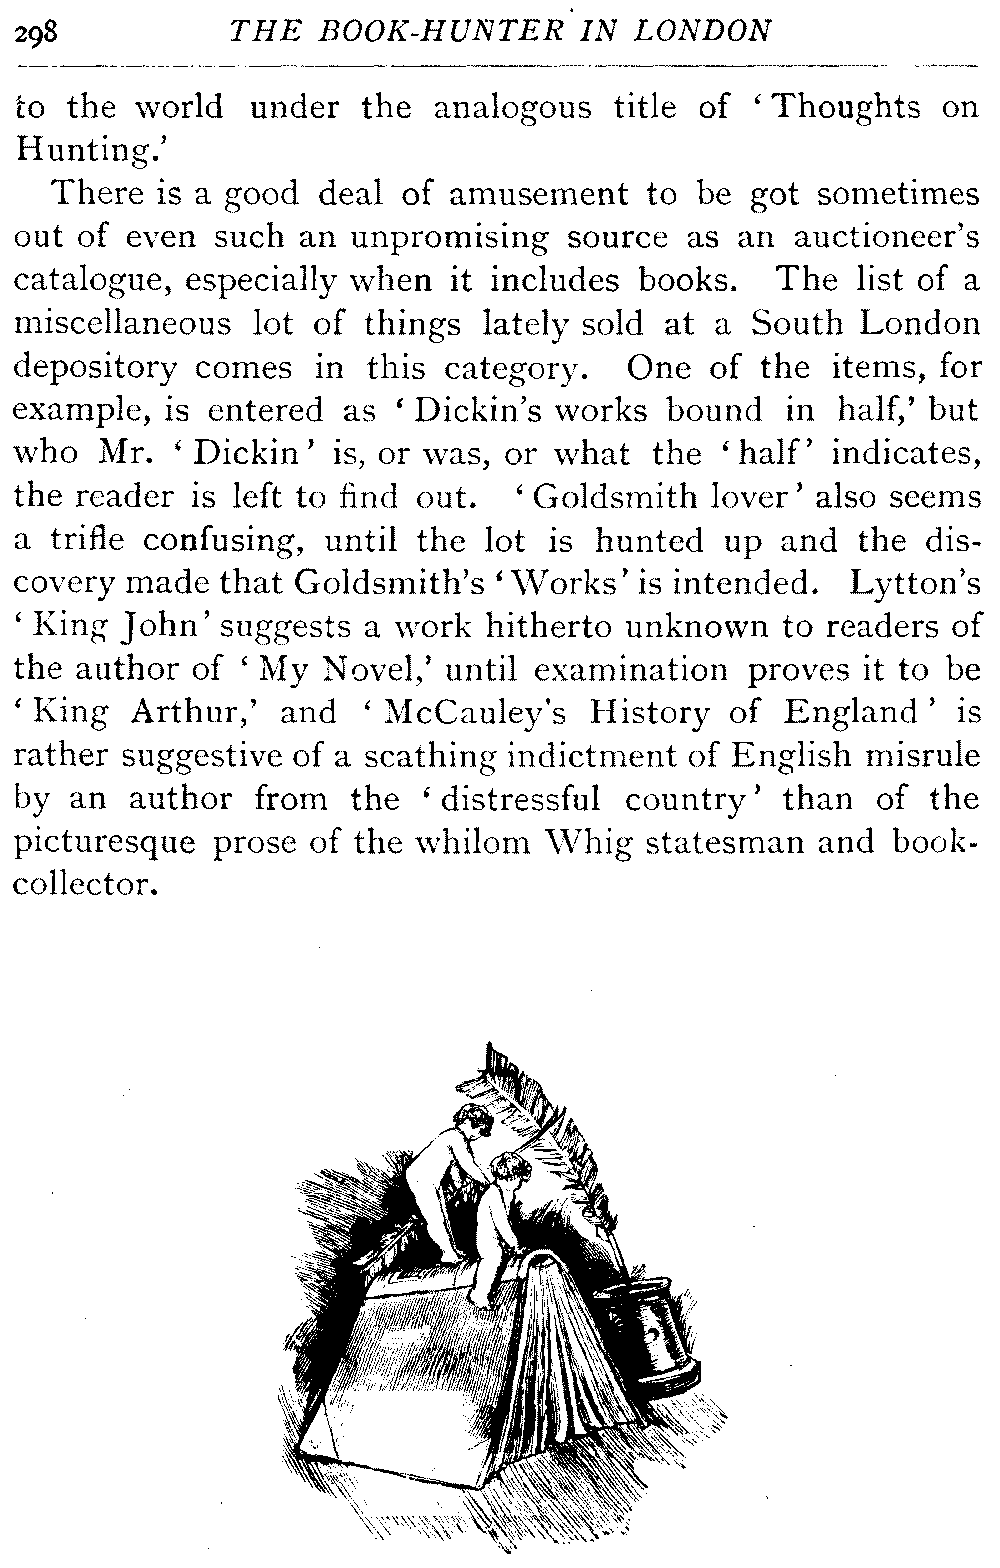 298 THE BOOK-HUNTER IN LONDON
to the world under the analogous title of ‘Thoughts on
Hunting.’
There is a good deal of amusement to be got sometimes
out of even such an unpromising source as an auctioneer’s
catalogue, especially when it includes books. The list of a
miscellaneous lot of things lately sold at a South London
depository comes in this category. One of the items, for
example, is entered as ‘Dickin’s works bound in half,’ but
who Mr. ‘Dickin’ is, or was, or what the ‘half’ indicates,
the reader is left to find out. ‘Goldsmith lover’ also seems
a trifle confusing, until the lot is hunted up and the dis-
covery made that Goldsmith’s ‘Works’ is intended. Lytton’s
‘King John’ suggests a work hitherto unknown to readers of
the author of ‘My Novel,’ until examination proves it to be
‘King Arthur,’ and ‘McCauley’s History of England’ is
rather suggestive of a scathing indictment of English misrule
by an author from the ‘distressful country’ than of the
picturesque prose of the whilom Whig statesman and book-
collector.